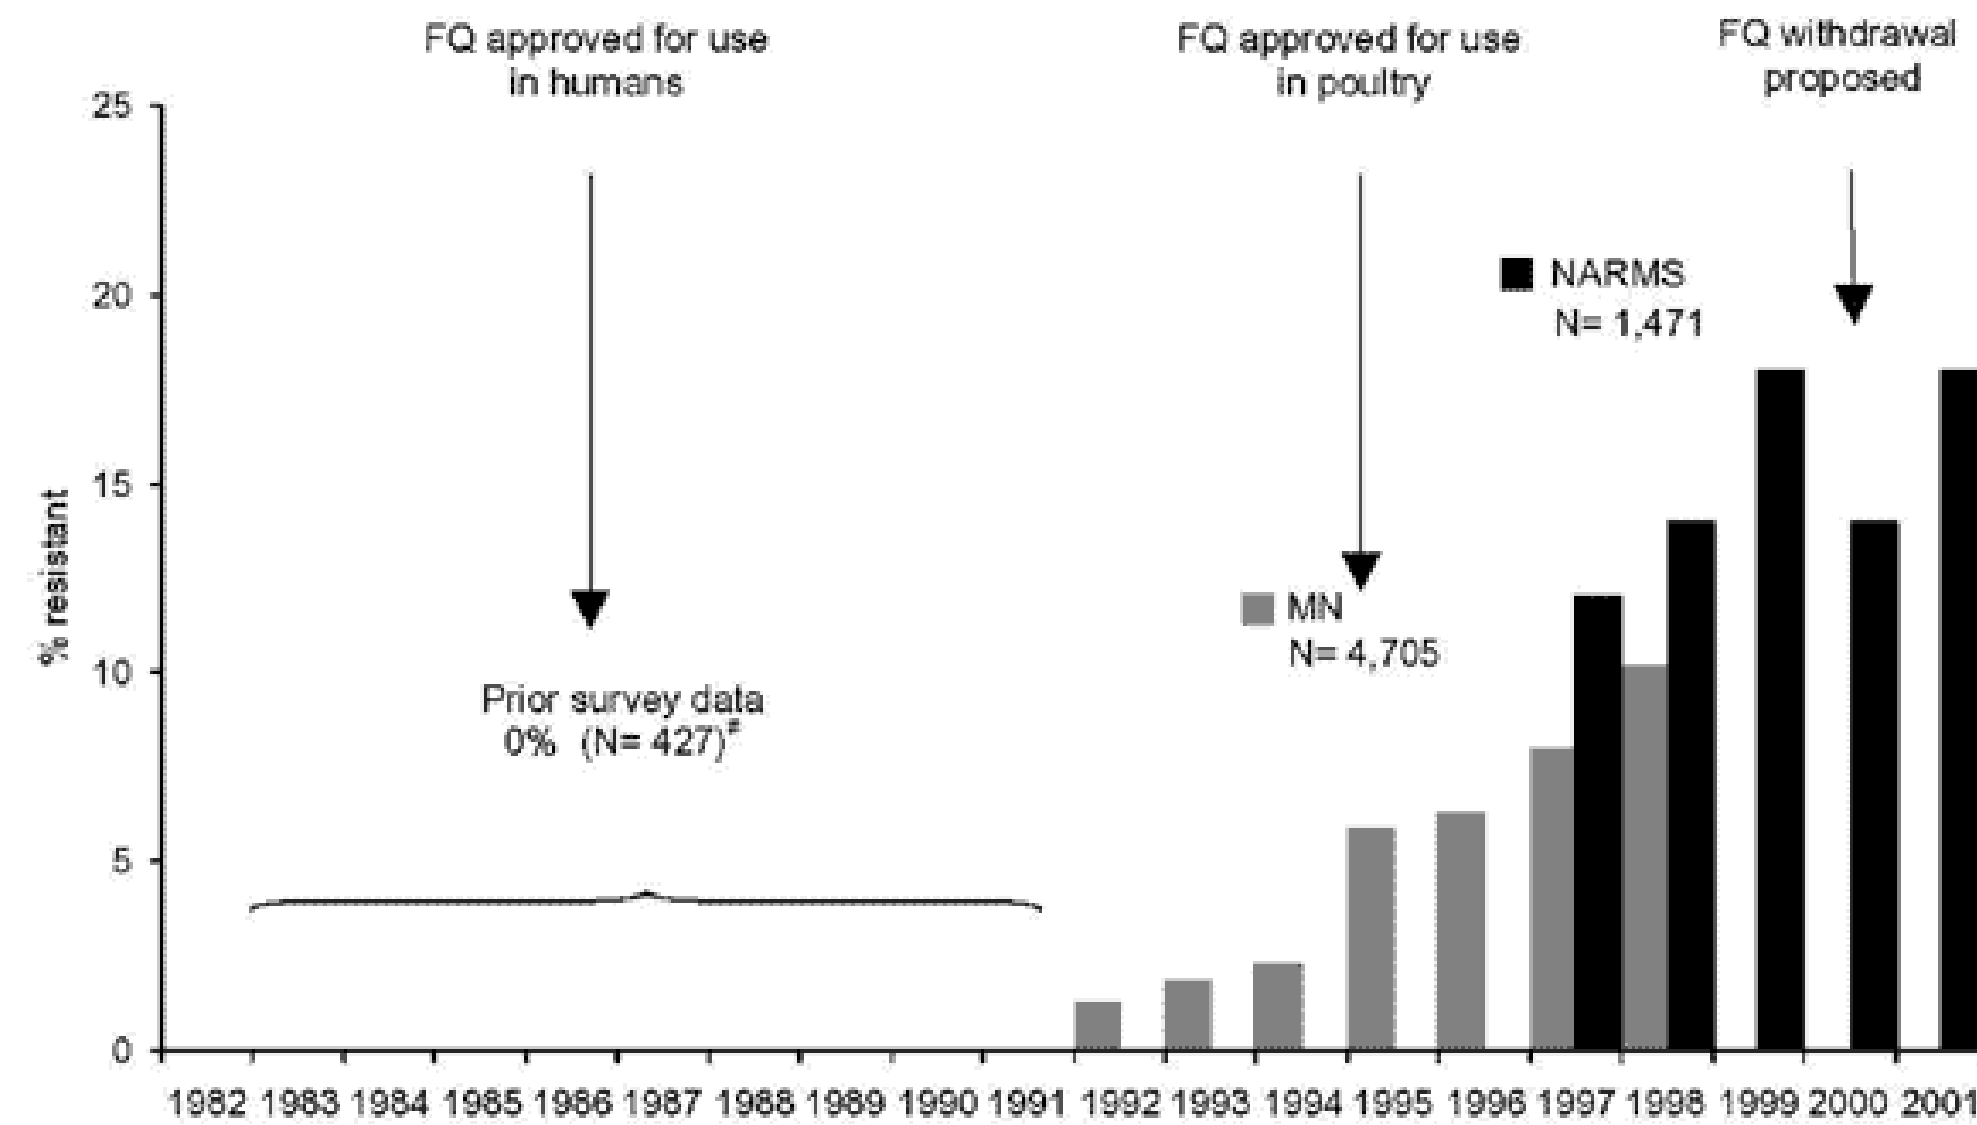 FQ approved for use
in humans
FQ approved for use
in poultry
FQ withdrawal
proposed
25
20
15
10
5
0
% resistant
NARMS
N= 1,471
MN
N= 4,705
Prior survey data
0% (N= 427)#
1982 1983 1984 1985 1986 1987 1988 1989 1990 1991 1992 1993 1994 1995 1996 1997 1998 1999 2000 2001